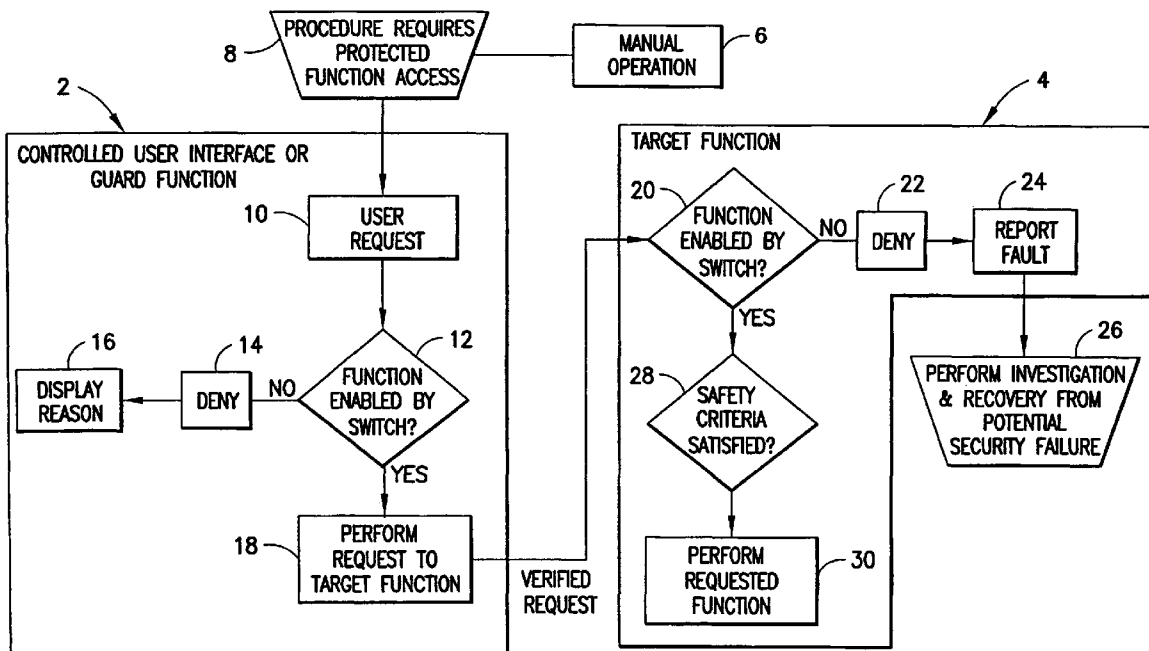 8
PROCEDURE REQUIRES
PROTECTED
FUNCTION ACCESS
MANUAL
OPERATION
6
2
CONTROLLED USER INTERFACE OR
GUARD FUNCTION
10
USER
REQUEST
12
FUNCTION
ENABLED BY
SWITCH?
NO
14
DENY
16
DISPLAY
REASON
YES
18
PERFORM
REQUEST TO
TARGET FUNCTION
VERIFIED
REQUEST
4
TARGET FUNCTION
20
FUNCTION
ENABLED BY
SWITCH?
NO
22
DENY
24
REPORT
FAULT
26
PERFORM INVESTIGATION
& RECOVERY FROM
POTENTIAL
SECURITY FAILURE
YES
28
SAFETY
CRITERIA
SATISFIED?
PERFORM
REQUESTED
FUNCTION
30